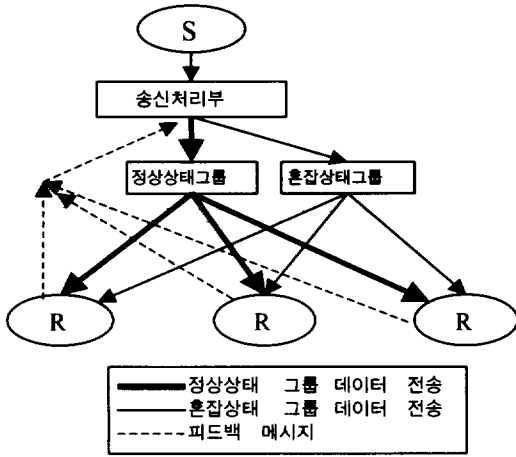 S
송신처리부
정상상태그룹
혼잡상태그룹
R
R
R
정상상태 그룹 데이터 전송
혼잡상태 그룹 데이터 전송
피드백 메시지